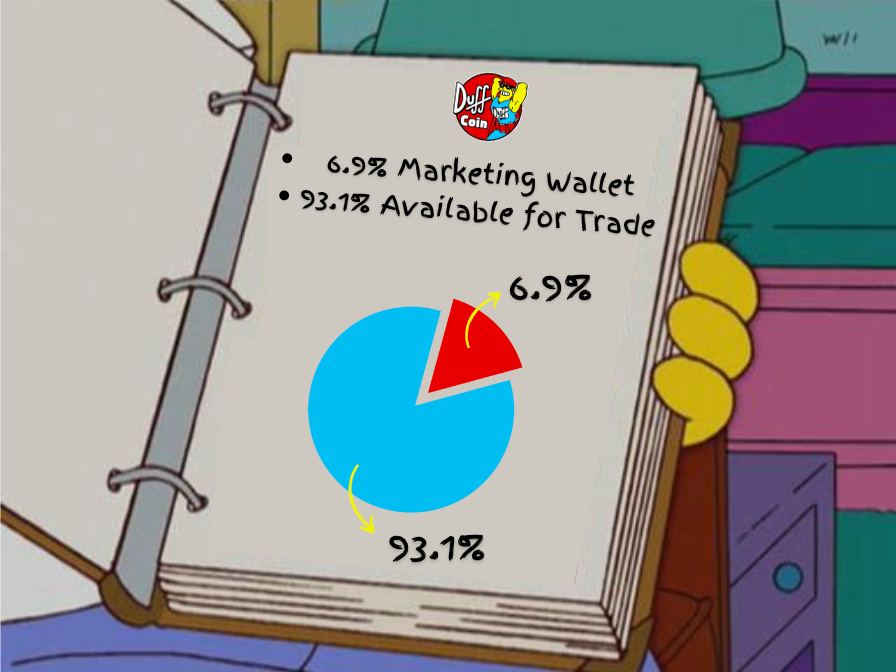 Duff
Coin
• 6.9% Marketing Wallet
• 93.1% Available for Trade
6.9%
93.1%